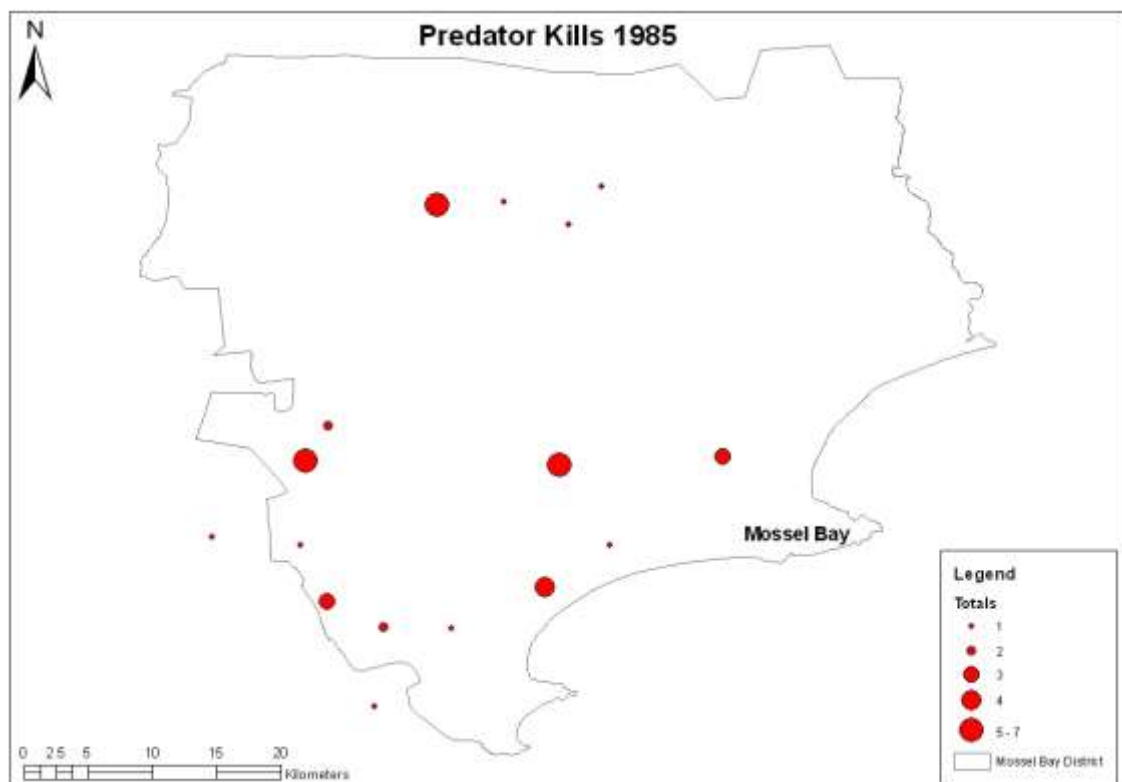 N
Predator Kills 1985
Mossel Bay
Legend
Totals
1
2
3
4
5 - 7
Mossel Bay District
0 2.5 5 10 15 20
Kilometers